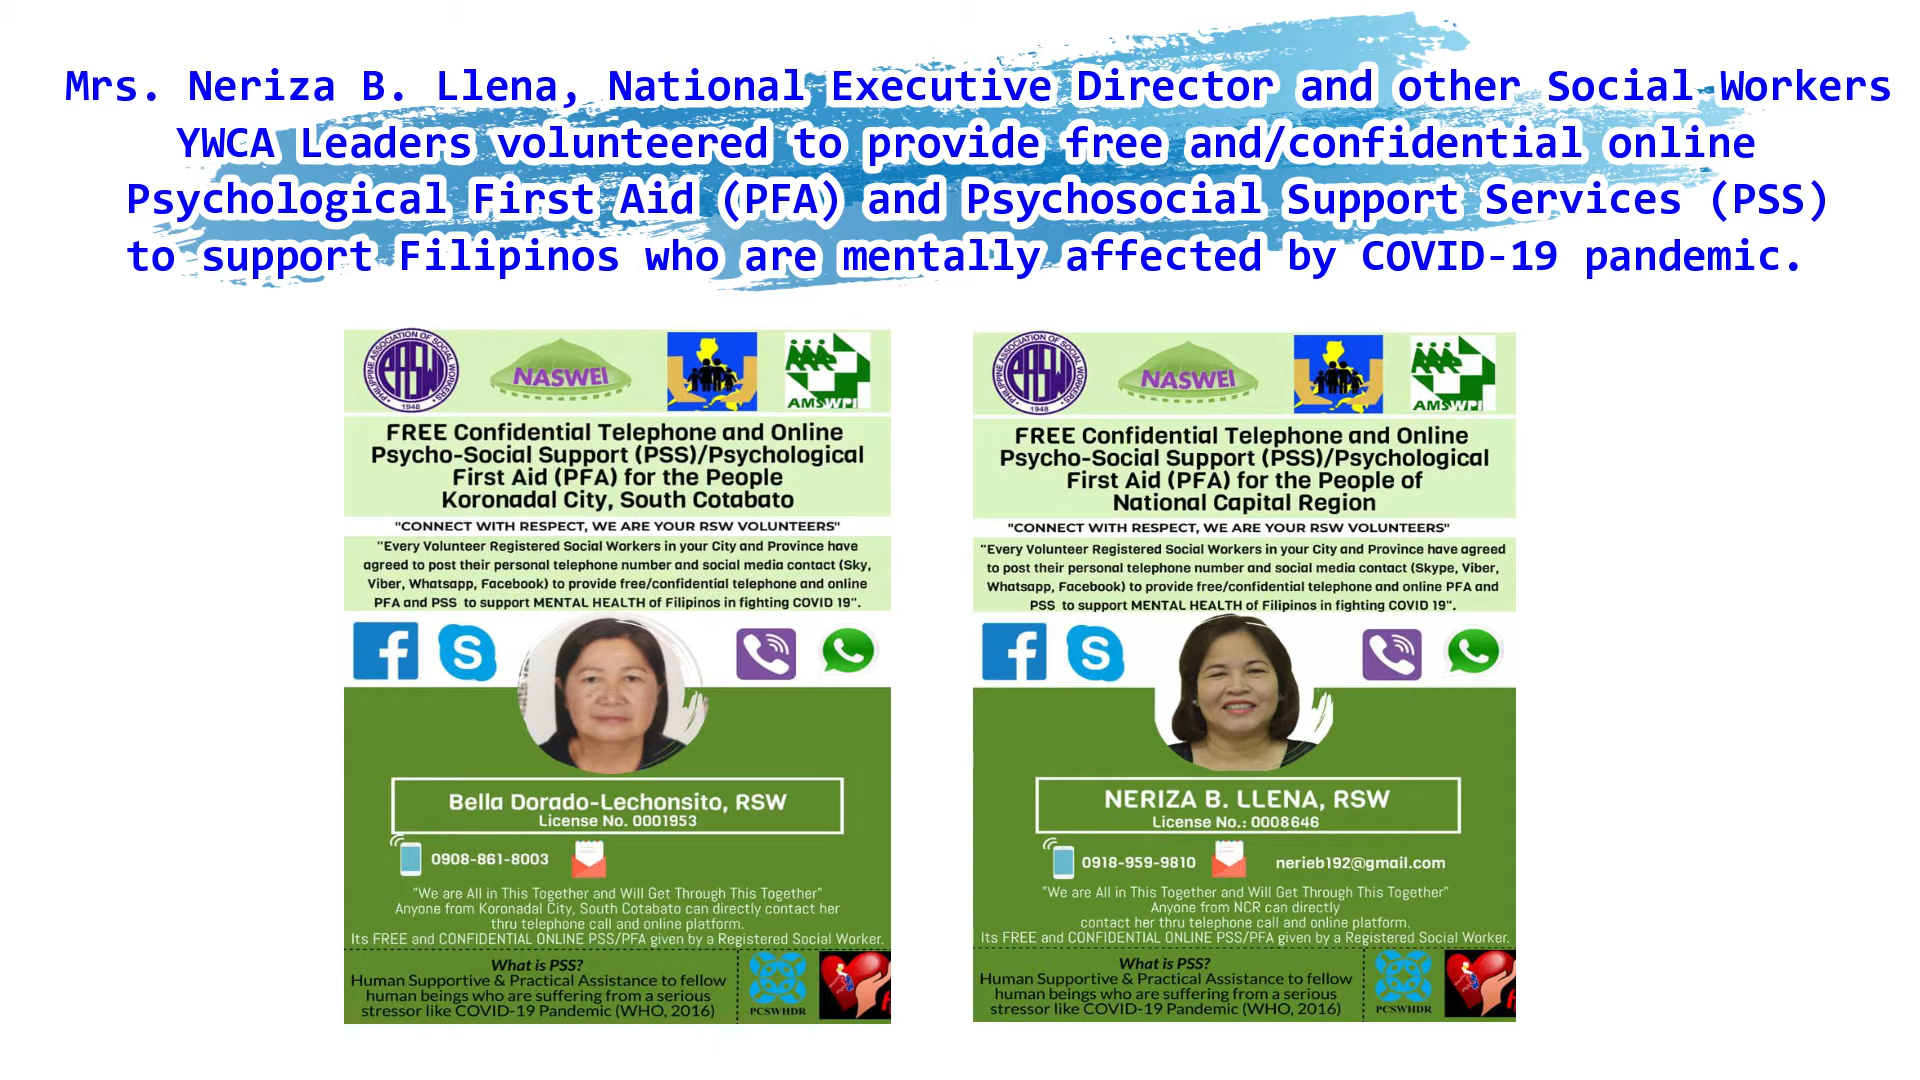 Mrs. Neriza B. Llena, National Executive Director and other Social Workers
YWCA Leaders volunteered to provide free and/confidential online
Psychological First Aid (PFA) and Psychosocial Support Services (PSS)
to support Filipinos who are mentally affected by COVID-19 pandemic.
PHILIPPINE ASSOCIATION OF SOCIAL WORKERS
PASWI
1948
NASWEI
AMSWPI
FREE Confidential Telephone and Online
Psycho-Social Support (PSS)/Psychological
First Aid (PFA) for the People
Koronadal City, South Cotabato
"CONNECT WITH RESPECT, WE ARE YOUR RSW VOLUNTEERS"
"Every Volunteer Registered Social Workers in your City and Province have
agreed to post their personal telephone number and social media contact (Sky,
Viber, Whatsapp, Facebook) to provide free/confidential telephone and online
PFA and PSS to support MENTAL HEALTH of Filipinos in fighting COVID 19".
Bella Dorado-Lechonsito, RSW
License No. 0001953
0908-861-8003
"We are All in This Together and Will Get Through This Together"
Anyone from Koronadal City, South Cotabato can directly contact her
thru telephone call and online platform.
Its FREE and CONFIDENTIAL ONLINE PSS/PFA given by a Registered Social Worker.
What is PSS?
Human Supportive & Practical Assistance to fellow
human beings who are suffering from a serious
stressor like COVID-19 Pandemic (WHO, 2016)
PCSWHDR
PHILIPPINE ASSOCIATION OF SOCIAL WORKERS
PASWI
1948
NASWEI
AMSWPI
FREE Confidential Telephone and Online
Psycho-Social Support (PSS)/Psychological
First Aid (PFA) for the People of
National Capital Region
"CONNECT WITH RESPECT, WE ARE YOUR RSW VOLUNTEERS"
"Every Volunteer Registered Social Workers in your City and Province have agreed
to post their personal telephone number and social media contact (Skype, Viber,
Whatsapp, Facebook) to provide free/confidential telephone and online PFA and
PSS to support MENTAL HEALTH of Filipinos in fighting COVID 19".
NERIZA B. LLENA, RSW
License No.: 0008646
0918-959-9810
nerieb192@gmail.com
"We are All in This Together and Will Get Through This Together"
Anyone from NCR can directly
contact her thru telephone call and online platform.
Its FREE and CONFIDENTIAL ONLINE PSS/PFA given by a Registered Social Worker.
What is PSS?
Human Supportive & Practical Assistance to fellow
human beings who are suffering from a serious
stressor like COVID-19 Pandemic (WHO, 2016)
PCSWHDR